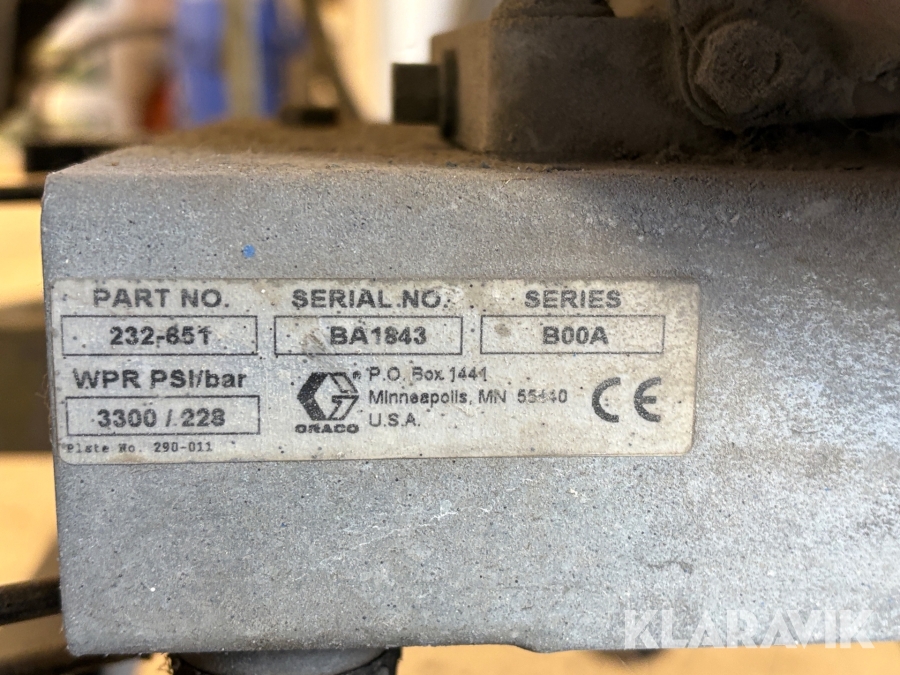 PART NO. SERIAL NO. SERIES
232-651 BA1843 B00A
WPR PSI/bar
3300 / 228
GRACO
® P.O. Box 1441
Minneapolis, MN 55440
U.S.A.
CE
Plate No. 290-011
KLARAVIK